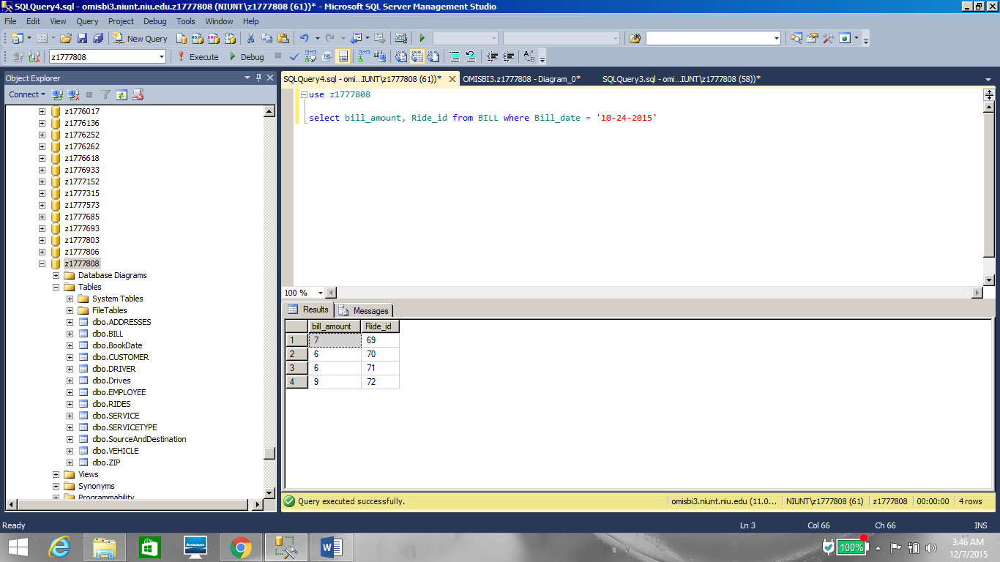 SQLQuery4.sql - omisbi3.niunt.niu.edu.z1777808 (NIUNT\z1777808 (61))* - Microsoft SQL Server Management Studio
File Edit View Query Project Debug Tools Window Help
New Query
z1777808 Execute Debug
Object Explorer
Connect
z1776017
z1776136
z1776252
z1776262
z1776618
z1776933
z1777152
z1777315
z1777573
z1777685
z1777693
z1777803
z1777806
z1777808
Database Diagrams
Tables
System Tables
FileTables
dbo.ADDRESSES
dbo.BILL
dbo.BookDate
dbo.CUSTOMER
dbo.DRIVER
dbo.Drives
dbo.EMPLOYEE
dbo.RIDES
dbo.SERVICE
dbo.SERVICETYPE
dbo.SourceAndDestination
dbo.VEHICLE
dbo.ZIP
Views
Synonyms
Programmability
SQLQuery4.sql - omi...IUNT\z1777808 (61))* OMISBI3.z1777808 - Diagram_0* SQLQuery3.sql - omi...IUNT\z1777808 (58))*
use z1777808
select bill_amount, Ride_id from BILL where Bill_date = '10-24-2015'
100 %
Results Messages
bill_amount Ride_id
1 7 69
2 6 70
3 6 71
4 9 72
Query executed successfully. omisbi3.niunt.niu.edu (11.0... NIUNT\z1777808 (61) z1777808 00:00:00 4 rows
Ready Ln 3 Col 66 Ch 66 INS
lenovo 100% 3:46 AM
12/7/2015